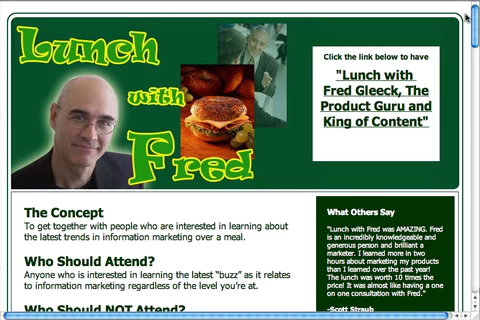 Lunch
with
Fred
Click the link below to have
"Lunch with
Fred Gleeck, The
Product Guru and
King of Content"
The Concept
To get together with people who are interested in learning about
the latest trends in information marketing over a meal.
Who Should Attend?
Anyone who is interested in learning the latest “buzz” as it relates
to information marketing regardless of the level you’re at.
Who Should NOT Attend?
What Others Say
"Lunch with Fred was AMAZING. Fred
is an incredibly knowledgeable and
generous person and brilliant a
marketer. I learned more in two
hours about marketing my products
than I learned over the past year!
The lunch was worth 10 times the
price! It was almost like having a one
on one consultation with Fred."
-Scott Straub